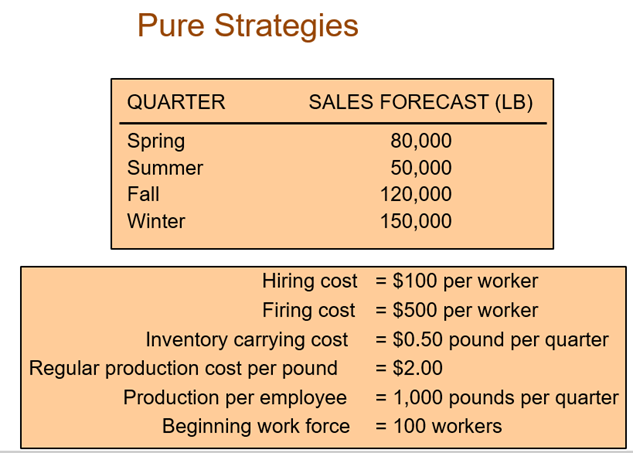 Pure Strategies
QUARTER SALES FORECAST (LB)
Spring 80,000
Summer 50,000
Fall 120,000
Winter 150,000
Hiring cost = $100 per worker
Firing cost = $500 per worker
Inventory carrying cost = $0.50 pound per quarter
Regular production cost per pound = $2.00
Production per employee = 1,000 pounds per quarter
Beginning work force = 100 workers